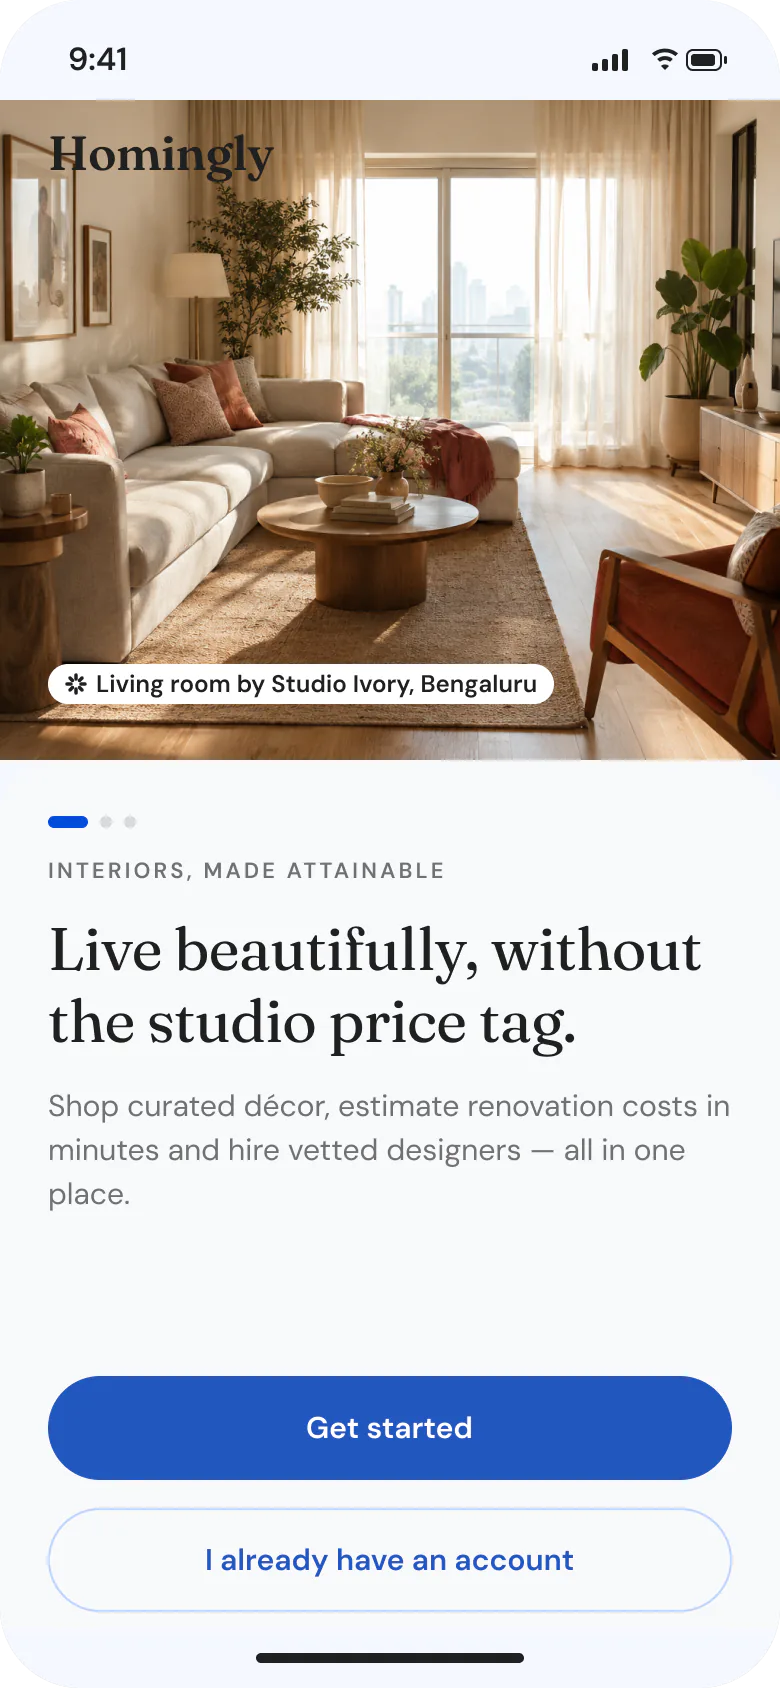 9:41
Homingly
Living room by Studio Ivory, Bengaluru
INTERIORS, MADE ATTAINABLE
Live beautifully, without
the studio price tag.
Shop curated décor, estimate renovation costs in
minutes and hire vetted designers — all in one
place.
Get started
I already have an account